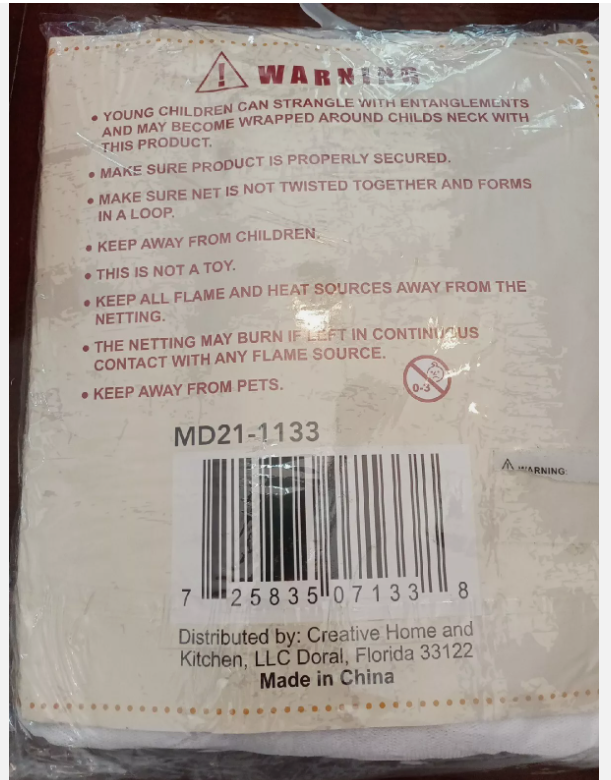 WARNING
• YOUNG CHILDREN CAN STRANGLE WITH ENTANGLEMENTS
AND MAY BECOME WRAPPED AROUND CHILDS NECK WITH
THIS PRODUCT.
• MAKE SURE PRODUCT IS PROPERLY SECURED.
• MAKE SURE NET IS NOT TWISTED TOGETHER AND FORMS
IN A LOOP.
• KEEP AWAY FROM CHILDREN.
• THIS IS NOT A TOY.
• KEEP ALL FLAME AND HEAT SOURCES AWAY FROM THE
NETTING.
• THE NETTING MAY BURN IF LEFT IN CONTINUOUS
CONTACT WITH ANY FLAME SOURCE.
• KEEP AWAY FROM PETS.
0-3
MD21-1133
WARNING:
7 25835 07133 8
Distributed by: Creative Home and
Kitchen, LLC Doral, Florida 33122
Made in China